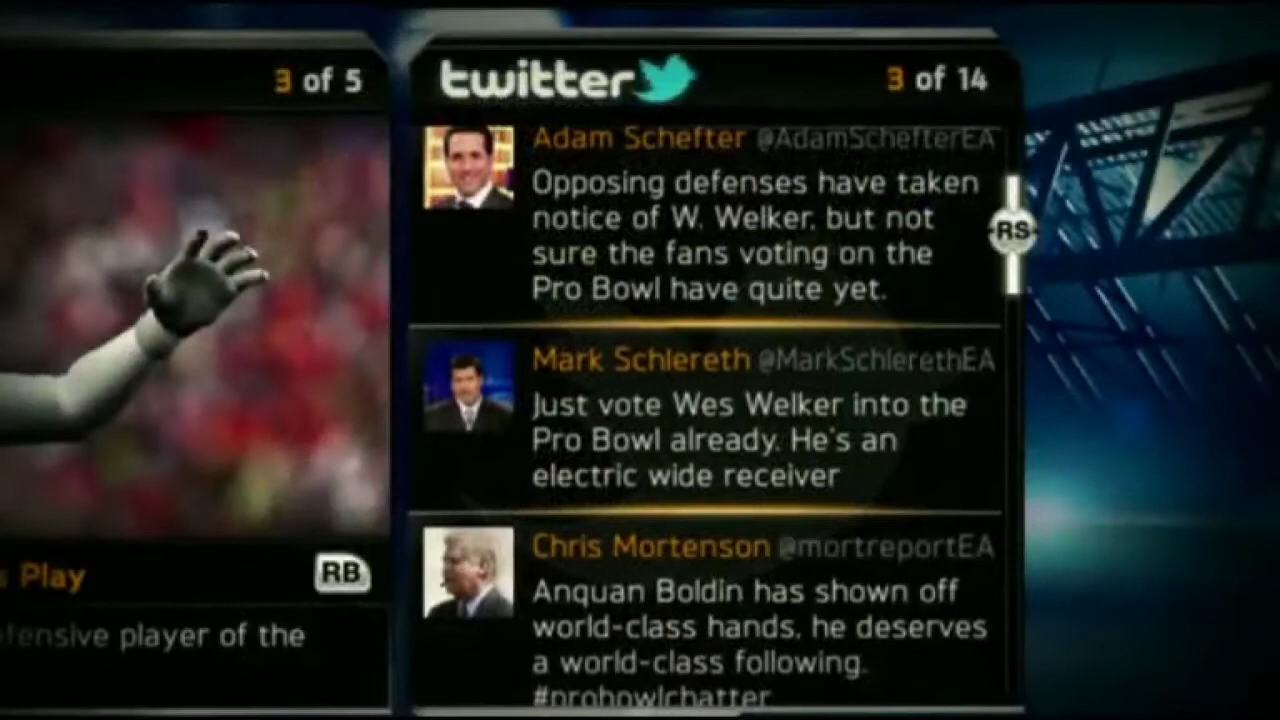 3 of 5
s Play
RB
fensive player of the
twitter
3 of 14
Adam Schefter @AdamSchefterEA
Opposing defenses have taken
notice of W. Welker, but not
sure the fans voting on the
Pro Bowl have quite yet.
RS
Mark Schlereth @MarkSchlerethEA
Just vote Wes Welker into the
Pro Bowl already. He's an
electric wide receiver
Chris Mortenson @mortreportEA
Anquan Boldin has shown off
world-class hands, he deserves
a world-class following.
#probowlchatter